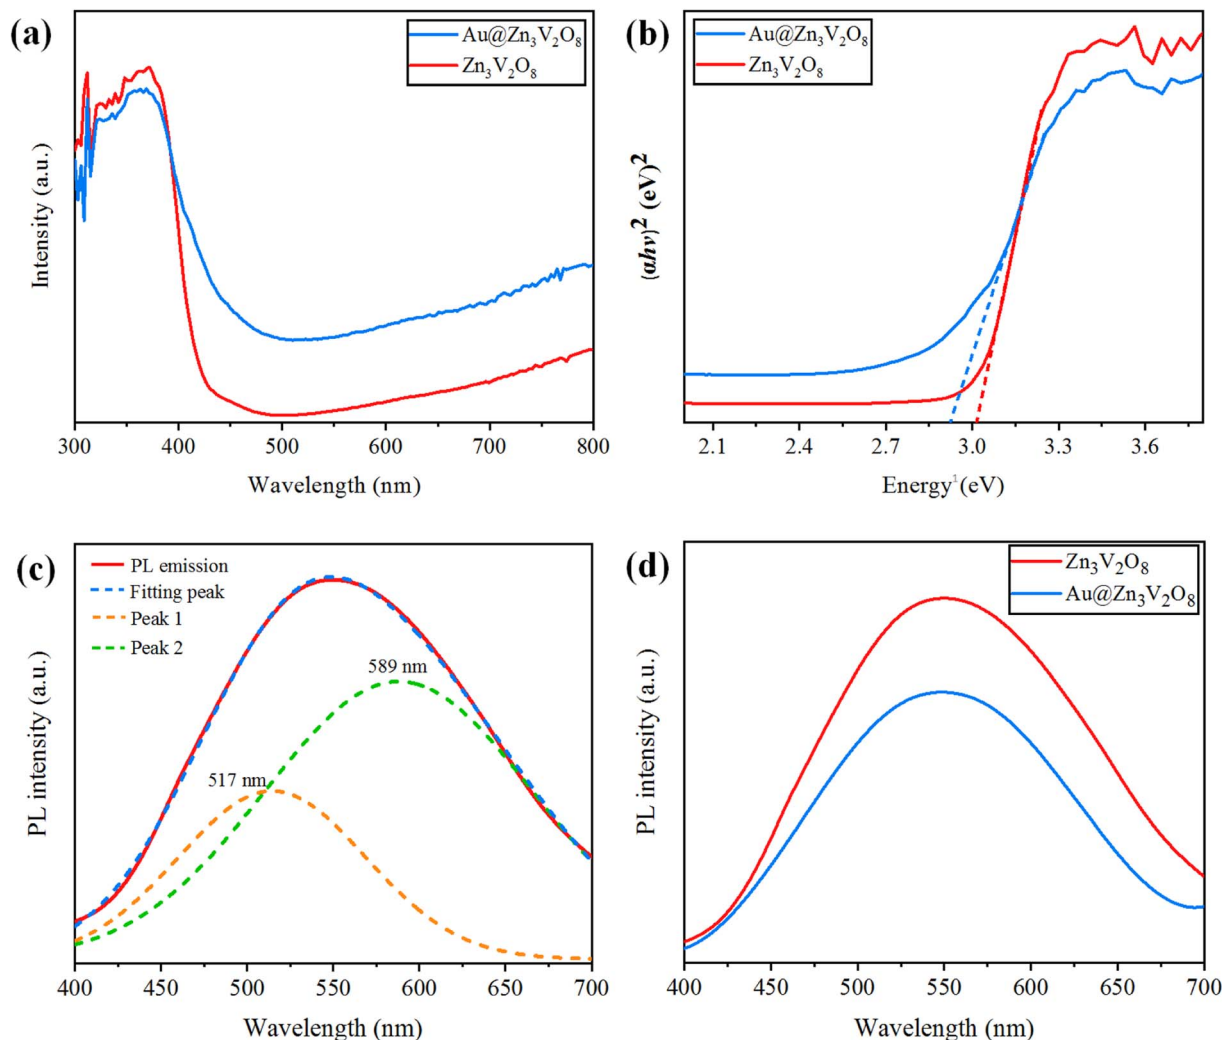 (a)
Au@Zn₃V₂O₈
Zn₃V₂O₈
Intensity (a.u.)
300 400 500 600 700 800
Wavelength (nm)
(b)
Au@Zn₃V₂O₈
Zn₃V₂O₈
(αhν)² (eV)²
2.1 2.4 2.7 3.0 3.3 3.6
Energy¹(eV)
(c)
PL emission
Fitting peak
Peak 1
Peak 2
589 nm
517 nm
PL intensity (a.u.)
400 450 500 550 600 650 700
Wavelength (nm)
(d)
Zn₃V₂O₈
Au@Zn₃V₂O₈
PL intensity (a.u.)
400 450 500 550 600 650 700
Wavelength (nm)